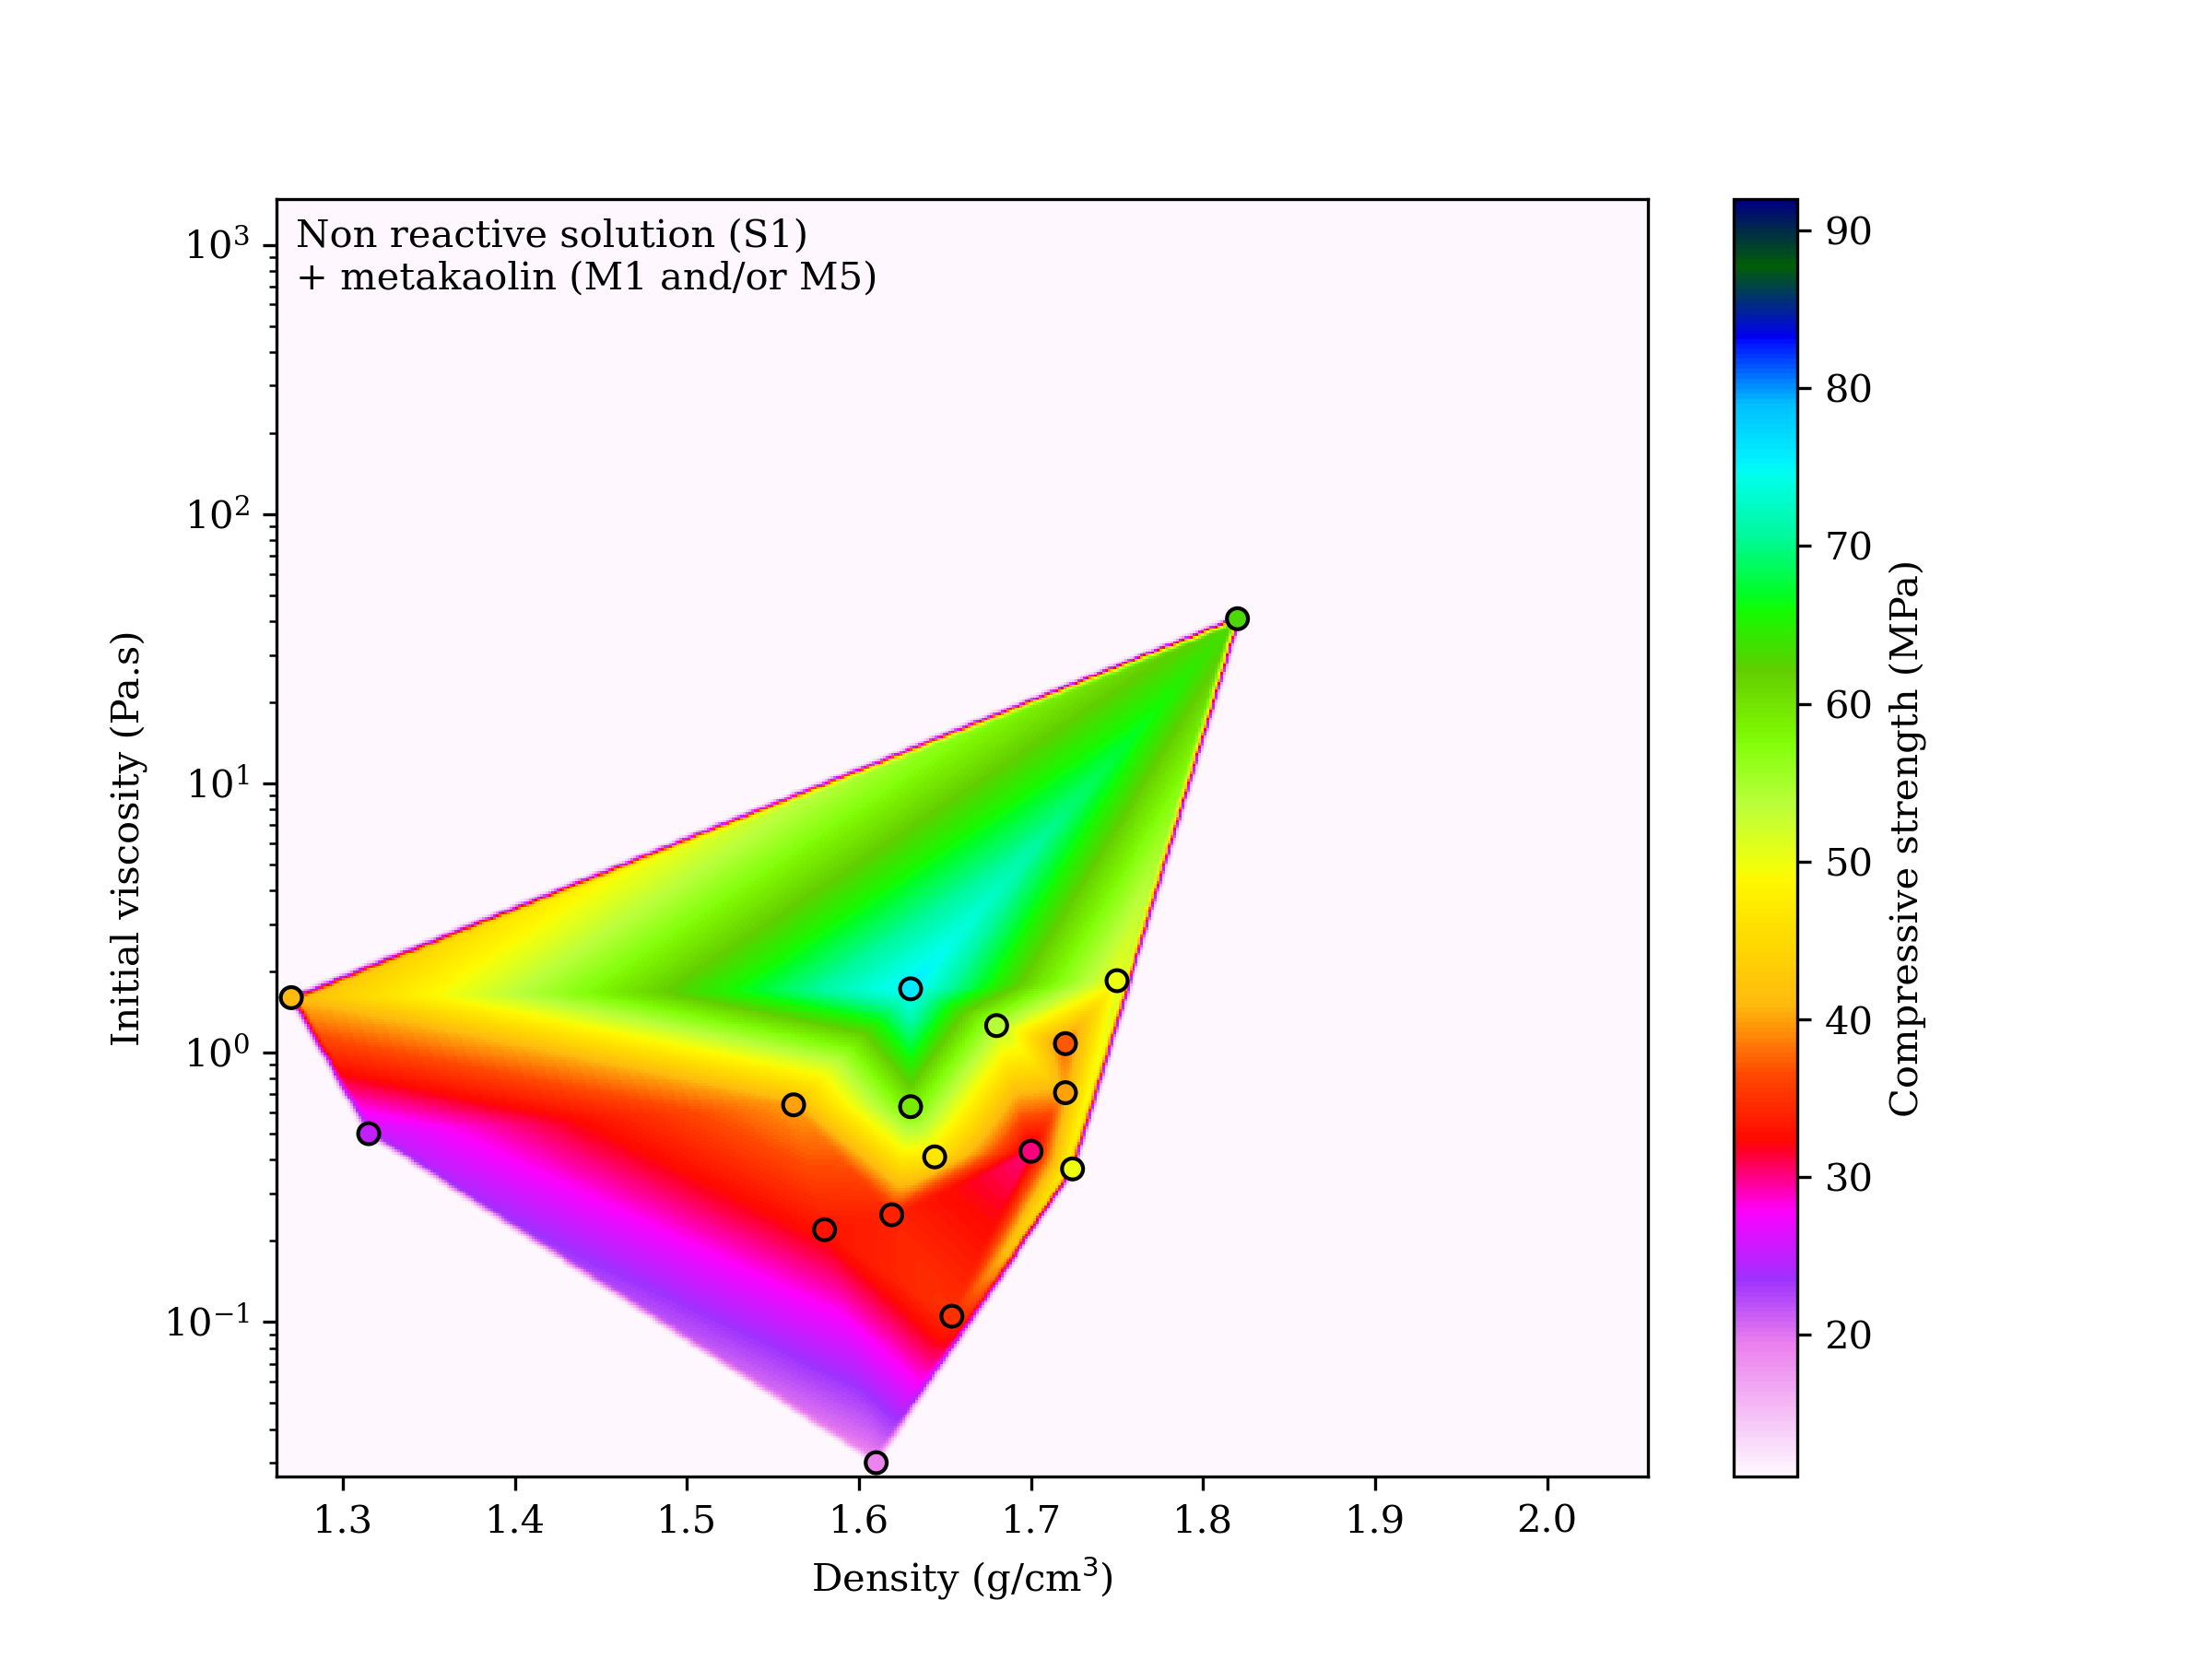 Non reactive solution (S1)
+ metakaolin (M1 and/or M5)
10³
10²
10¹
10⁰
10⁻¹
Initial viscosity (Pa.s)
1.3 1.4 1.5 1.6 1.7 1.8 1.9 2.0
Density (g/cm³)
90
80
70
60
50
40
30
20
Compressive strength (MPa)